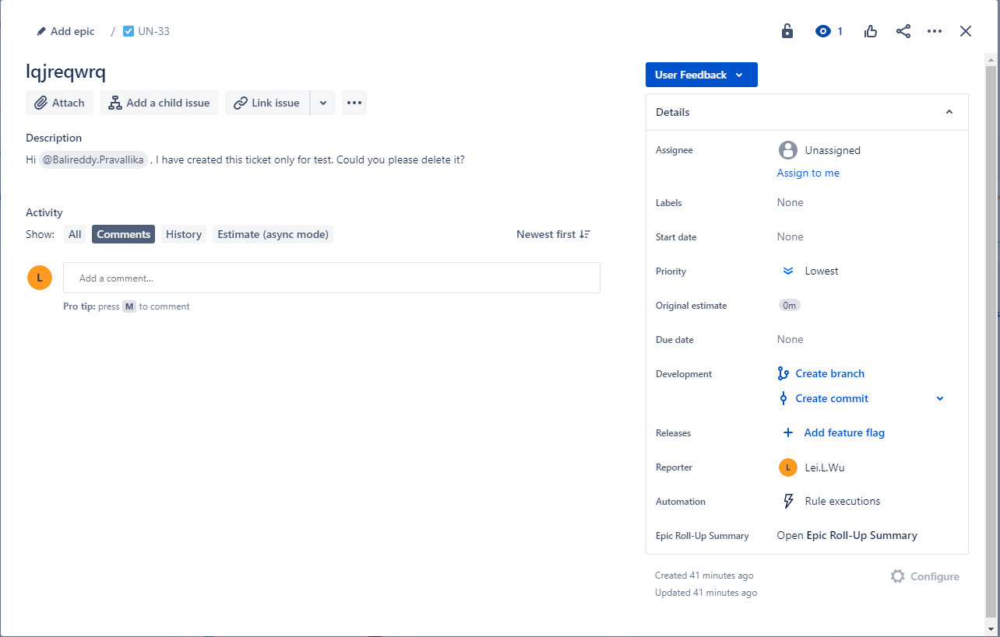 Add epic / UN-33
1
lqjreqwrq
Attach Add a child issue Link issue
Description
Hi @Balireddy.Pravallika , I have created this ticket only for test. Could you please delete it?
Activity
Show: All Comments History Estimate (async mode) Newest first
L Add a comment...
Pro tip: press M to comment
User Feedback
Details
Assignee Unassigned
Assign to me
Labels None
Start date None
Priority Lowest
Original estimate 0m
Due date None
Development Create branch
Create commit
Releases Add feature flag
Reporter L Lei.L.Wu
Automation Rule executions
Epic Roll-Up Summary Open Epic Roll-Up Summary
Created 41 minutes ago Configure
Updated 41 minutes ago